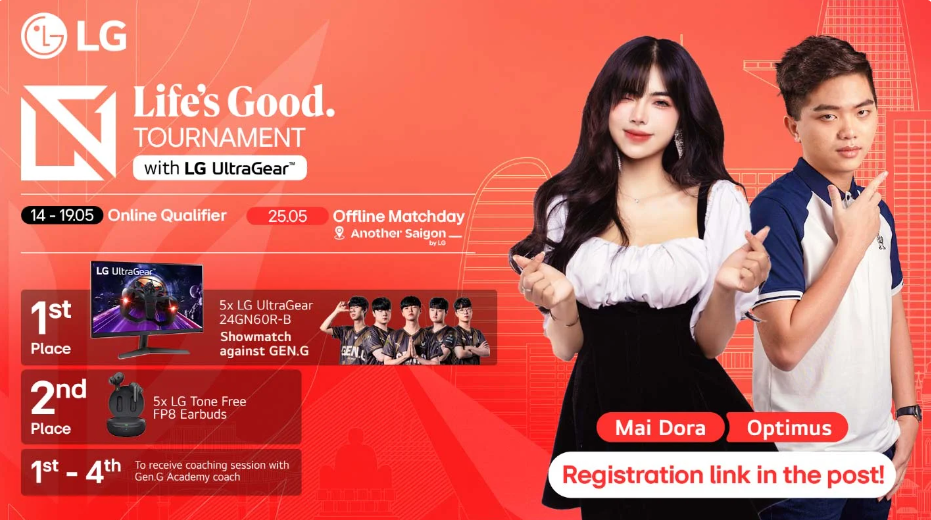 LG
Life's Good.
TOURNAMENT
with LG UltraGear™
14 - 19.05 Online Qualifier
25.05 Offline Matchday
Another Saigon
by LG
1st
Place
LG UltraGear
5x LG UltraGear
24GN60R-B
Showmatch
against GEN.G
2nd
Place
5x LG Tone Free
FP8 Earbuds
1st - 4th
To receive coaching session with
Gen.G Academy coach
Mai Dora
Optimus
Registration link in the post!